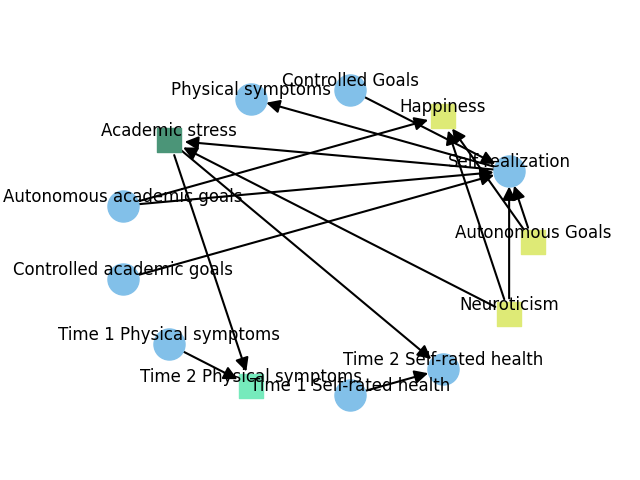 Controlled Goals
Physical symptoms
Happiness
Academic stress
Self-realization
Autonomous academic goals
Autonomous Goals
Controlled academic goals
Neuroticism
Time 1 Physical symptoms
Time 2 Self-rated health
Time 2 Physical symptoms
Time 1 Self-rated health